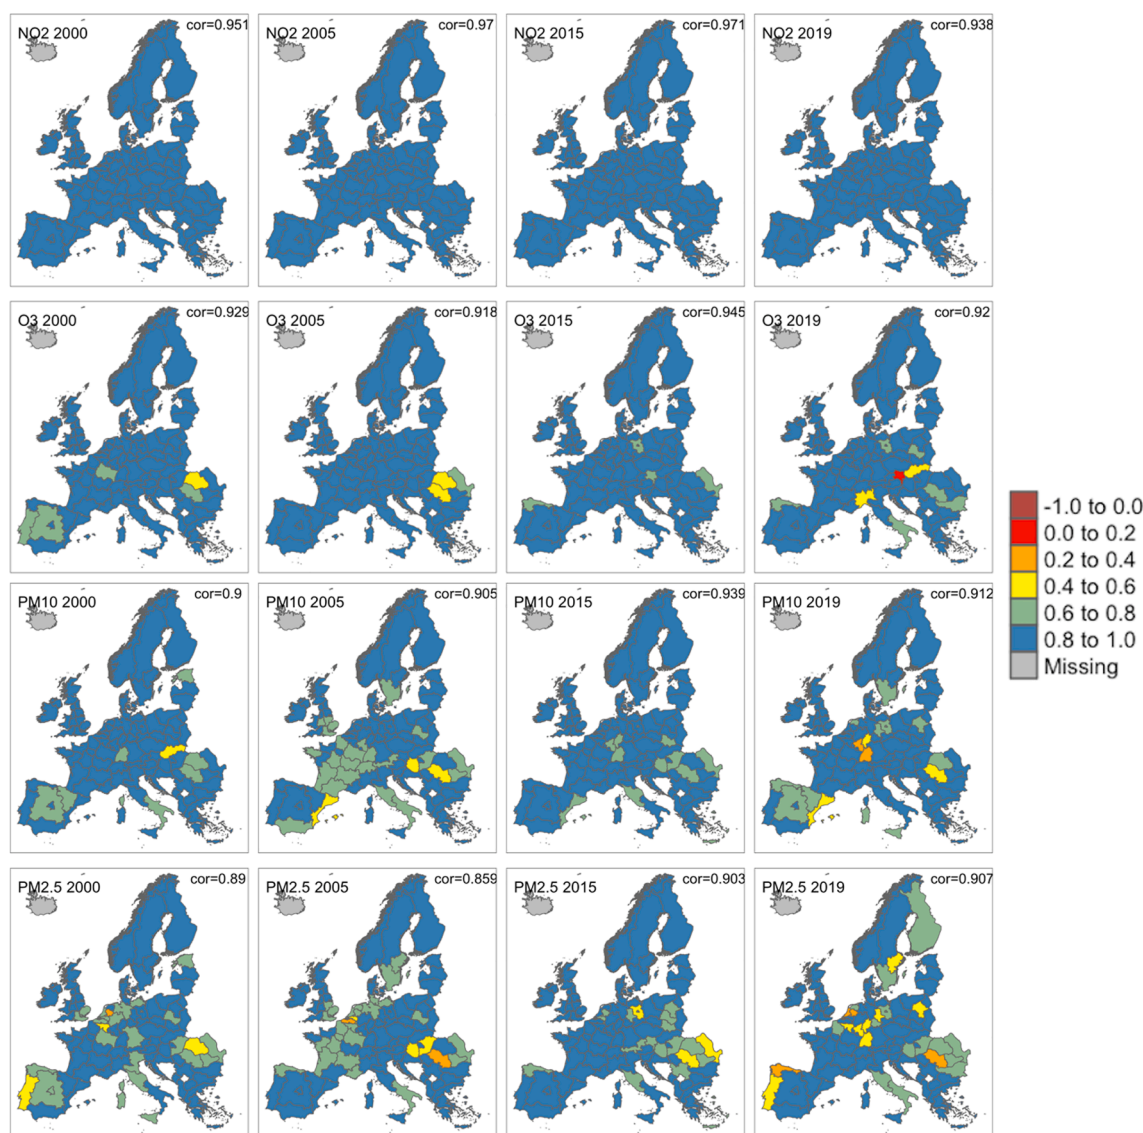 NO2 2000 cor=0.951
NO2 2005 cor=0.97
NO2 2015 cor=0.971
NO2 2019 cor=0.938
O3 2000 cor=0.929
O3 2005 cor=0.918
O3 2015 cor=0.945
O3 2019 cor=0.92
PM10 2000 cor=0.9
PM10 2005 cor=0.905
PM10 2015 cor=0.939
PM10 2019 cor=0.912
PM2.5 2000 cor=0.89
PM2.5 2005 cor=0.859
PM2.5 2015 cor=0.903
PM2.5 2019 cor=0.907
-1.0 to 0.0
0.0 to 0.2
0.2 to 0.4
0.4 to 0.6
0.6 to 0.8
0.8 to 1.0
Missing